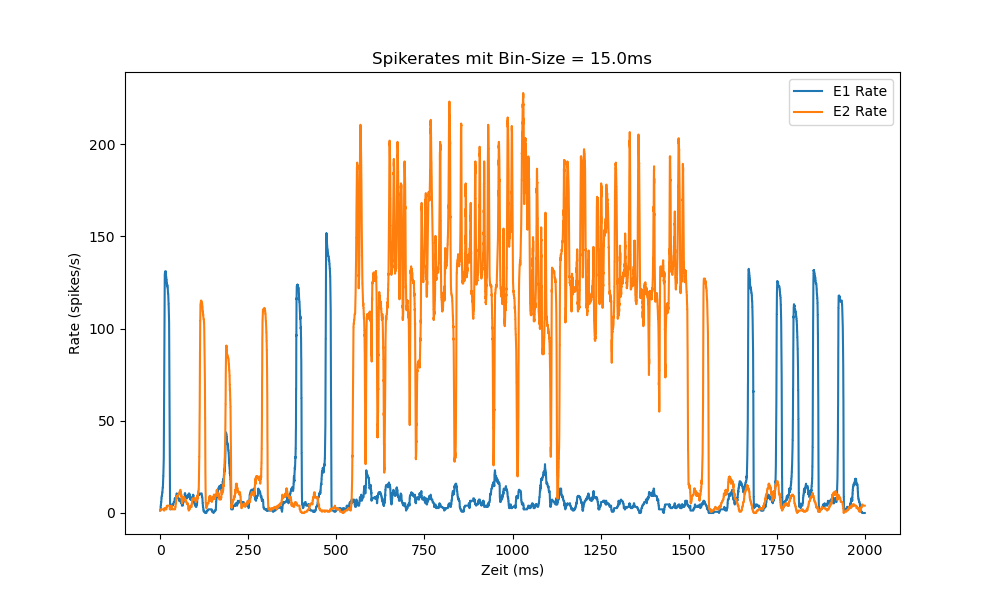 Spikerates mit Bin-Size = 15.0ms
E1 Rate
E2 Rate
Rate (spikes/s)
200
150
100
50
0
0 250 500 750 1000 1250 1500 1750 2000
Zeit (ms)